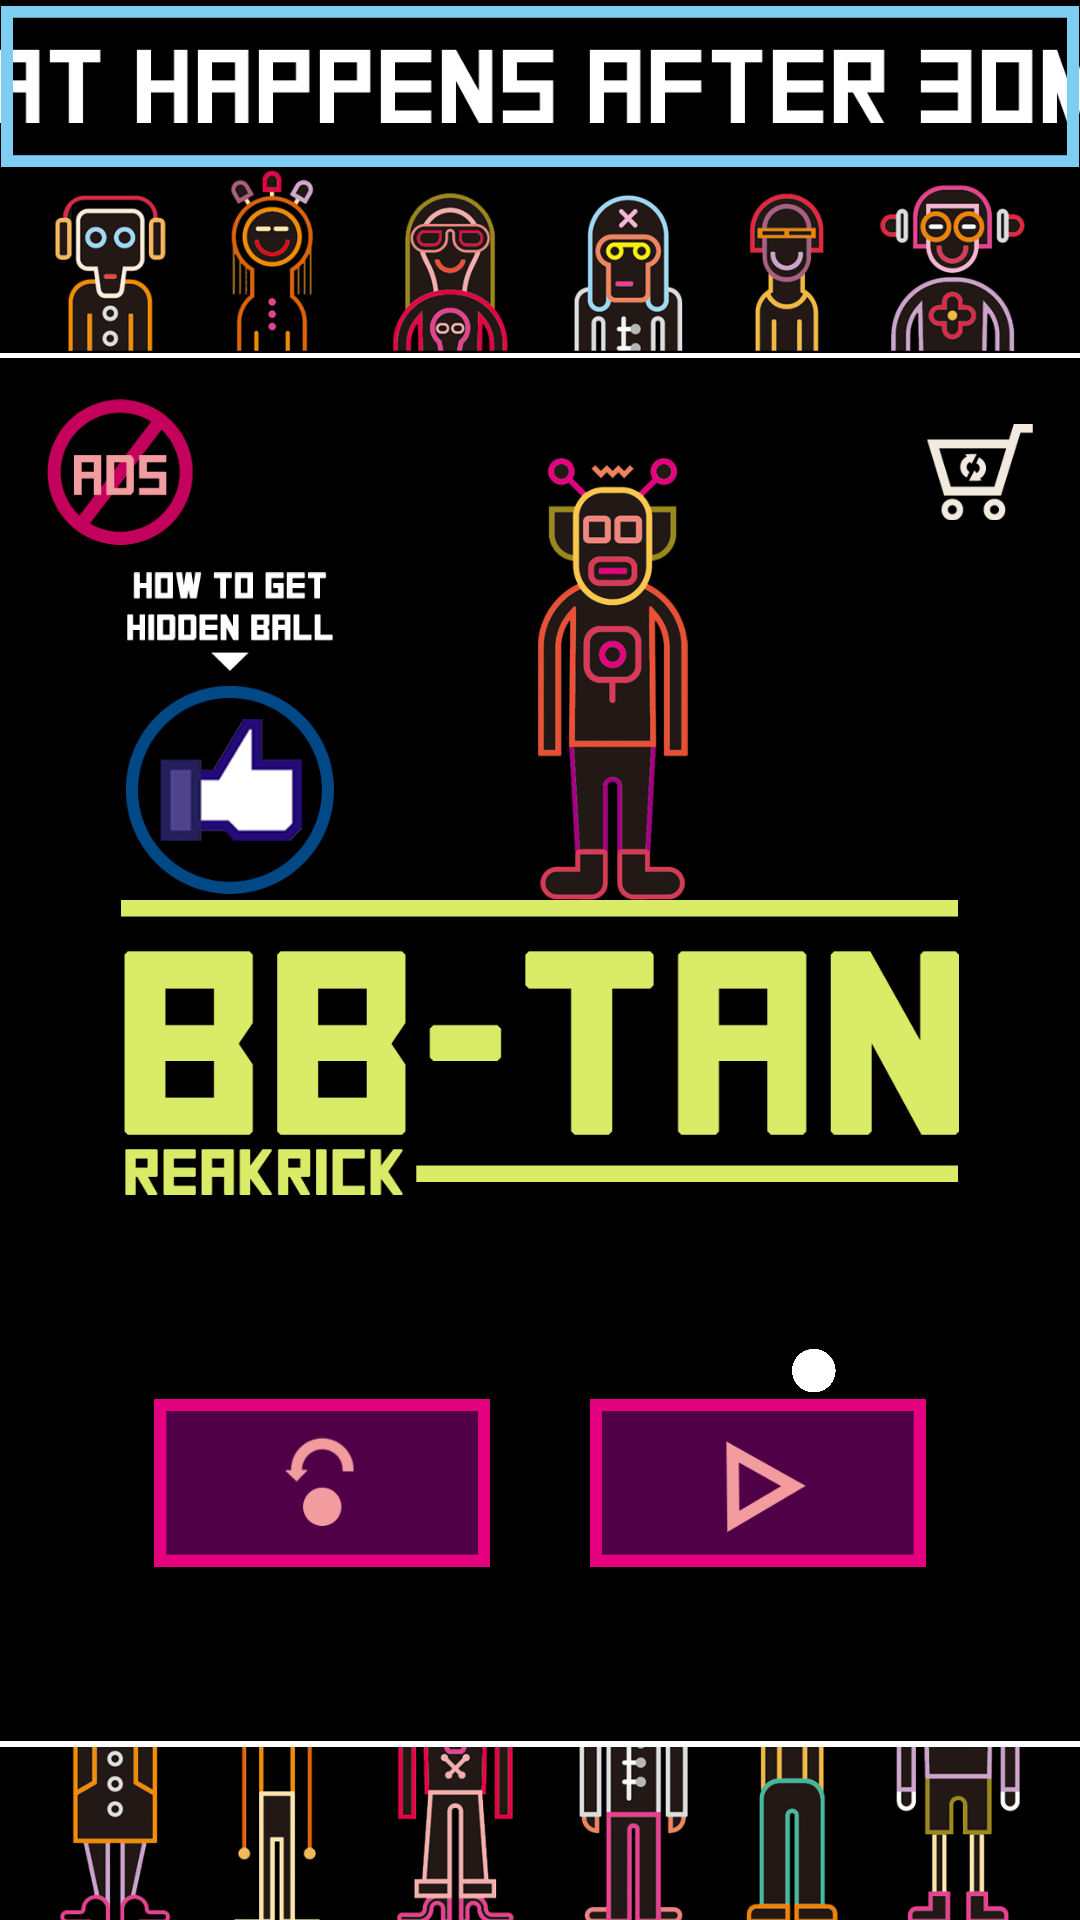 AT HAPPENS AFTER 30
ADS
HOW TO GET
HIDDEN BALL
BB-TAN
REAKRICK